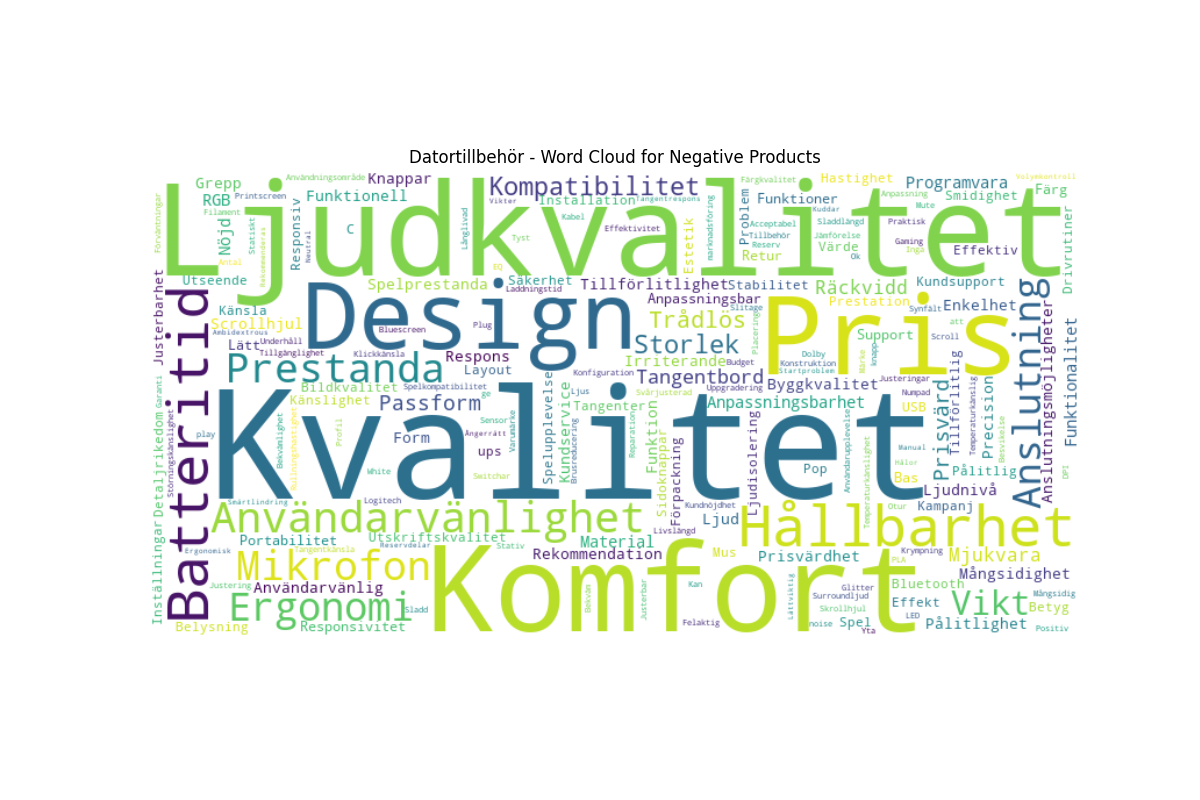 Datortillbehör - Word Cloud for Negative Products
Ljudkvalitet
Kvalitet
Komfort
Design
Pris
Batteritid
Anslutning
Hållbarhet
Användarvänlighet
Prestanda
Mikrofon
Ergonomi
Vikt
Grepp
RGB
Filament
Nöjd
Statiskt
Rekommenderas
Antal
Förväntningar
Printscreen
Användningsområde
Knappar
Funktionell
Responsiv
Neutral
C
Långlivad
Kompatibilitet
Vikter
Installation
Tangentrespons
Kabel
Effektivitet
Tyst
EQ
Estetik
marknadsföring
Färgkvalitet
Problem
Funktioner
Kuddar
Acceptabel
Tillbehör
Reserv
Retur
Hastighet
Sladdlängd
Jämförelse
Värde
Ok
Programvara
Anpassning
Mute
Praktisk
Gaming
Inga
Smidighet
Volymkontroll
Färg
Effektiv
Drivrutiner
Utseende
Justerbarhet
Känsla
Scrollhjul
Ambidextrous
Lätt
Underhåll
Tillgänglighet
Spelprestanda
Säkerhet
Laddningstid
Tillförlitlighet
Stabilitet
Anpassningsbar
Slitage
Räckvidd
Kundsupport
Prestation
Enkelhet
Synfält
att
Scroll
Support
Trådlös
Placering
Storlek
Bluescreen
Plug
Klickkänsla
Respons
Layout
Irriterande
Budget
Konfiguration
Tangentbord
Uppgradering
Dolby
Konstruktion
Startproblem
Märke
knapp
Byggkvalitet
Justeringar
Numpad
USB
Anpassningsbarhet
Prisvärd
Tillförlitlig
Temperaturkänslig
Precision
Besvikelse
Anslutningsmöjligheter
Funktionalitet
DPI
Pålitlig
Manual
Håler
Bas
Ljudnivå
Kampanj
Otur
Bildkvalitet
Spelkompatibilitet
ge
Känslighet
Passform
Form
Profil
Ångerrätt
Sensor
Varumärke
ups
Switchar
Spelupplevelse
Ljus
Kundservice
Brusreducering
Tangenter
Svårjusterad
Reparation
Funktion
Sidoknappar
Förpackning
Ljudisolering
Pop
Användarupplevelse
Temperaturkänslighet
Garanti
Detaljrikedom
Störningskänslighet
play
Bekvämlighet
White
Logitech
Smärtlindring
Kundnöjdhet
Ljud
Livslängd
Inställningar
Portabilitet
Ergonomisk
Tangentkänsla
Utskriftskvalitet
Reservdelar
Stativ
Material
Rekommendation
Mus
Prisvärdhet
Krympning
PLA
Mjukvara
Mångsidighet
Justering
Användarvänlig
Sladd
Bekväm
Justerbar
Kan
Felaktig
Lättviktig
Surroundljud
Glitter
Skrollhjul
Bluetooth
Effekt
LED
noise
Spel
Yta
Pålitlighet
Betyg
Mångsidig
Positiv
Belysning
Responsivitet